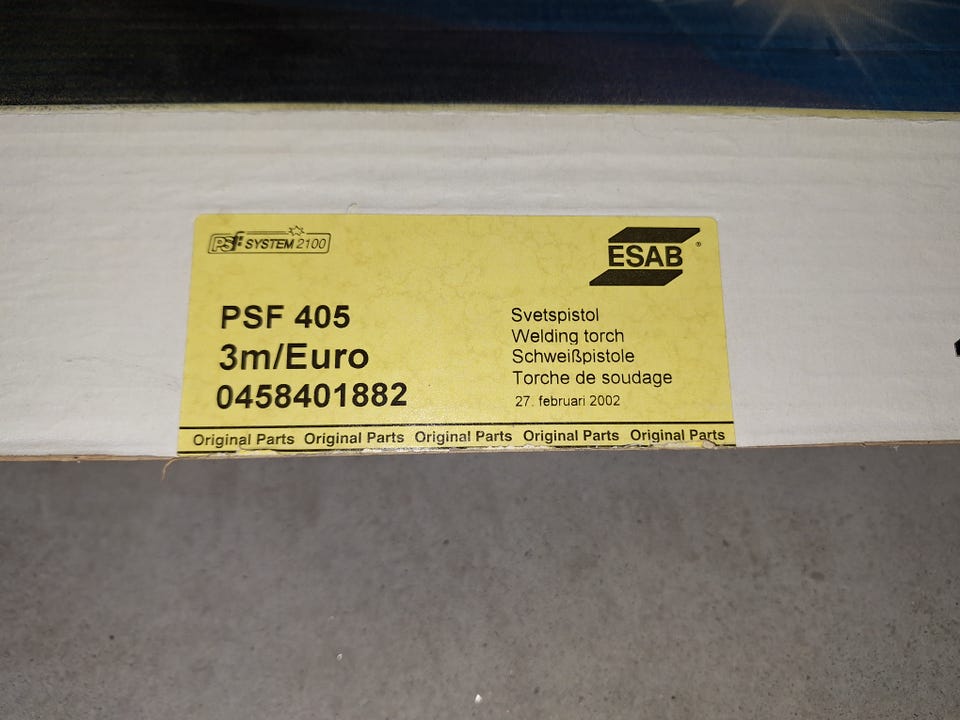 PSF SYSTEM 2100
ESAB®
PSF 405
3m/Euro
0458401882
Svetspistol
Welding torch
Schweißpistole
Torche de soudage
27. februari 2002
Original Parts Original Parts Original Parts Original Parts Original Parts